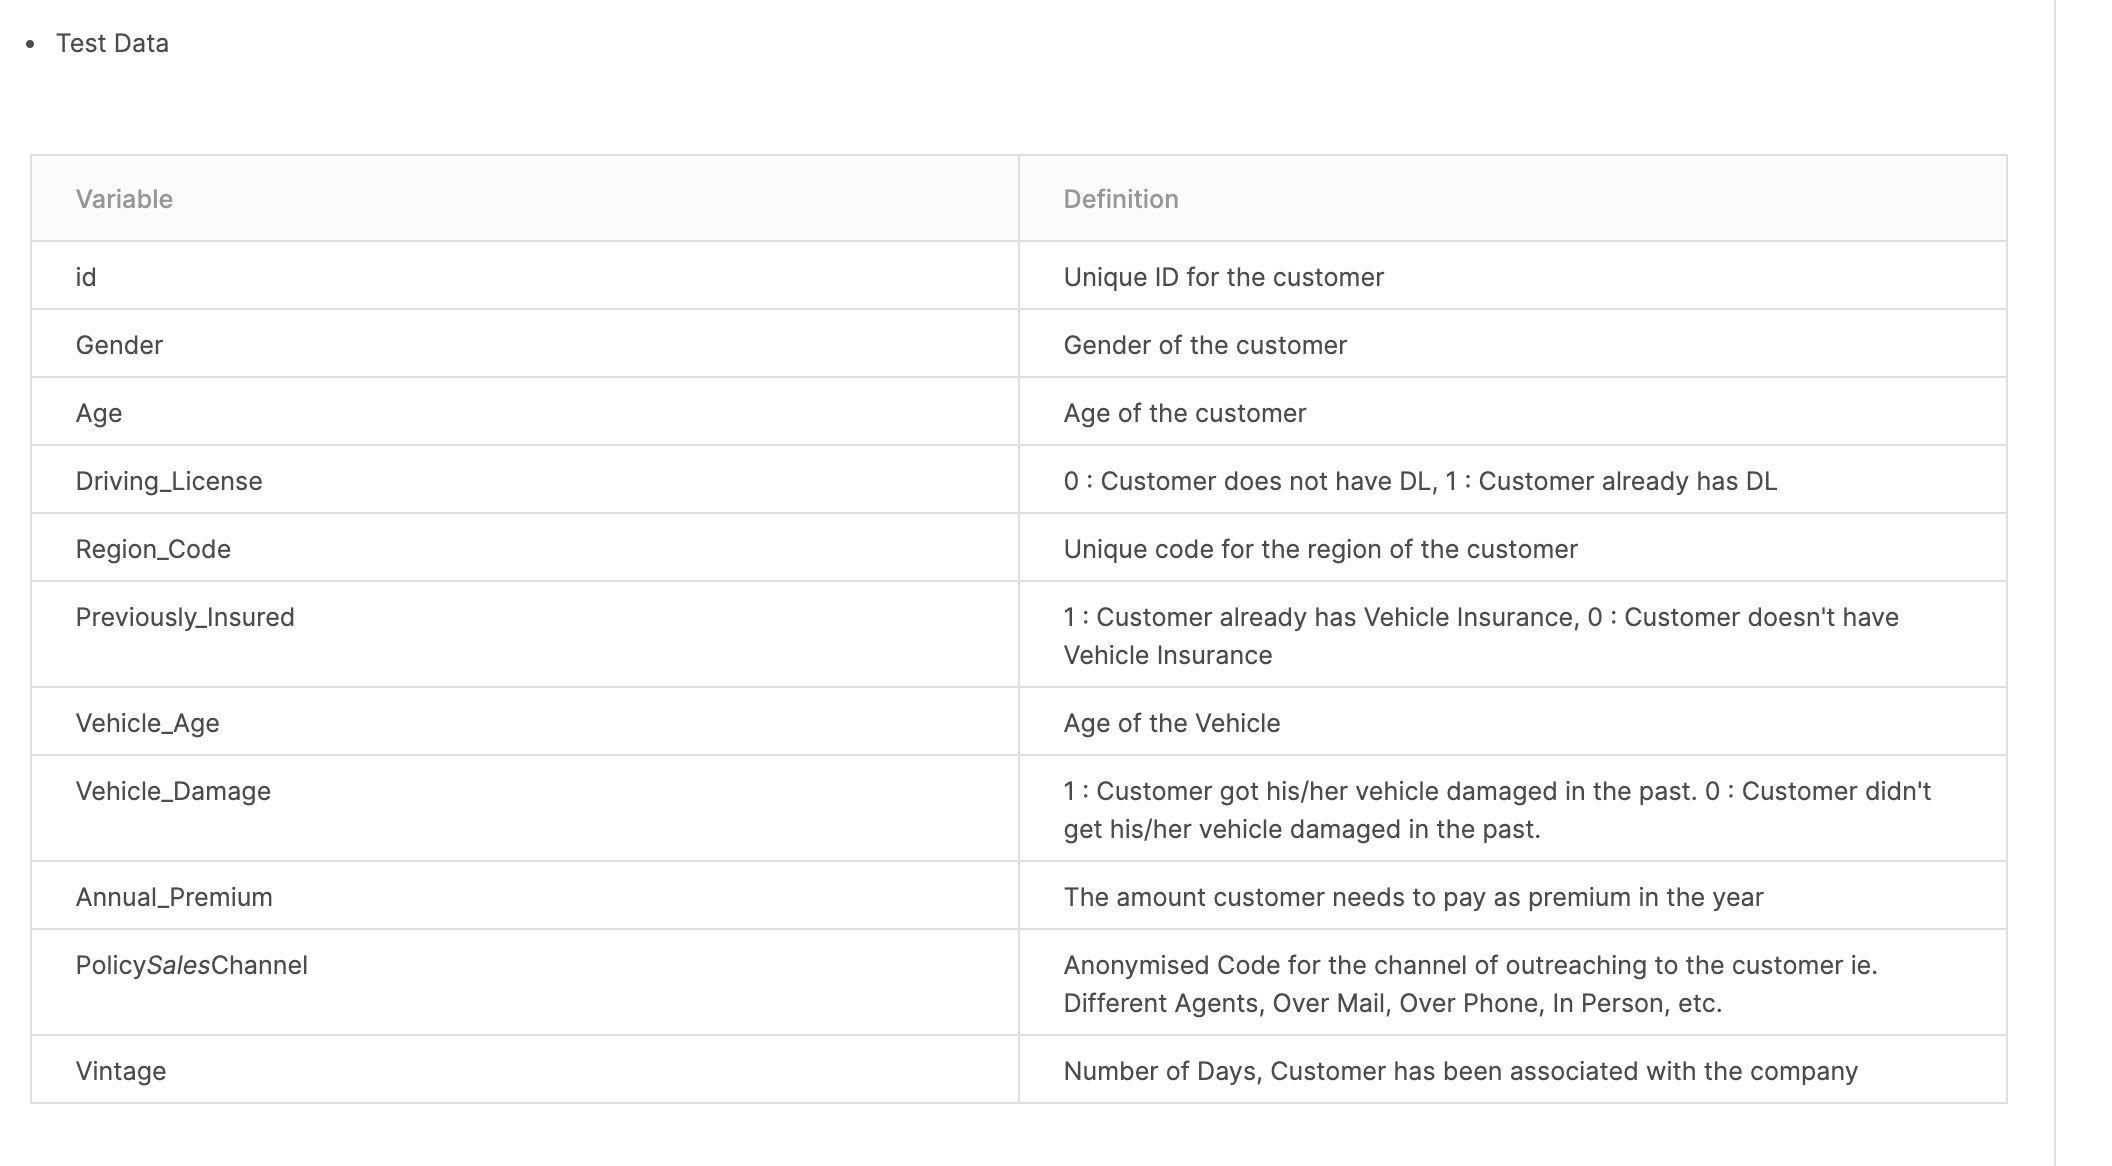 • Test Data
Variable Definition
id Unique ID for the customer
Gender Gender of the customer
Age Age of the customer
Driving_License 0 : Customer does not have DL, 1 : Customer already has DL
Region_Code Unique code for the region of the customer
Previously_Insured 1 : Customer already has Vehicle Insurance, 0 : Customer doesn't have
Vehicle Insurance
Vehicle_Age Age of the Vehicle
Vehicle_Damage 1 : Customer got his/her vehicle damaged in the past. 0 : Customer didn't
get his/her vehicle damaged in the past.
Annual_Premium The amount customer needs to pay as premium in the year
PolicySalesChannel Anonymised Code for the channel of outreaching to the customer ie.
Different Agents, Over Mail, Over Phone, In Person, etc.
Vintage Number of Days, Customer has been associated with the company